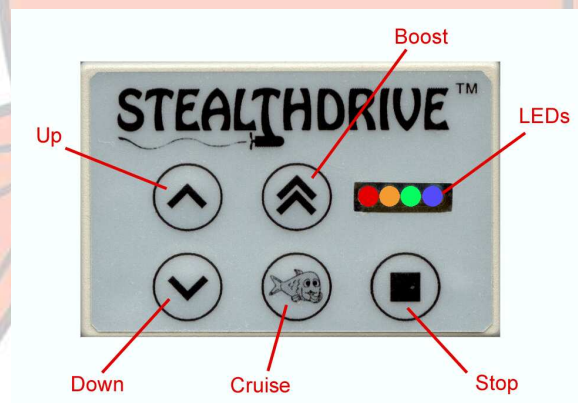 Boost
STEALTHDRIVE™
LEDs
Up
Down
Cruise
Stop